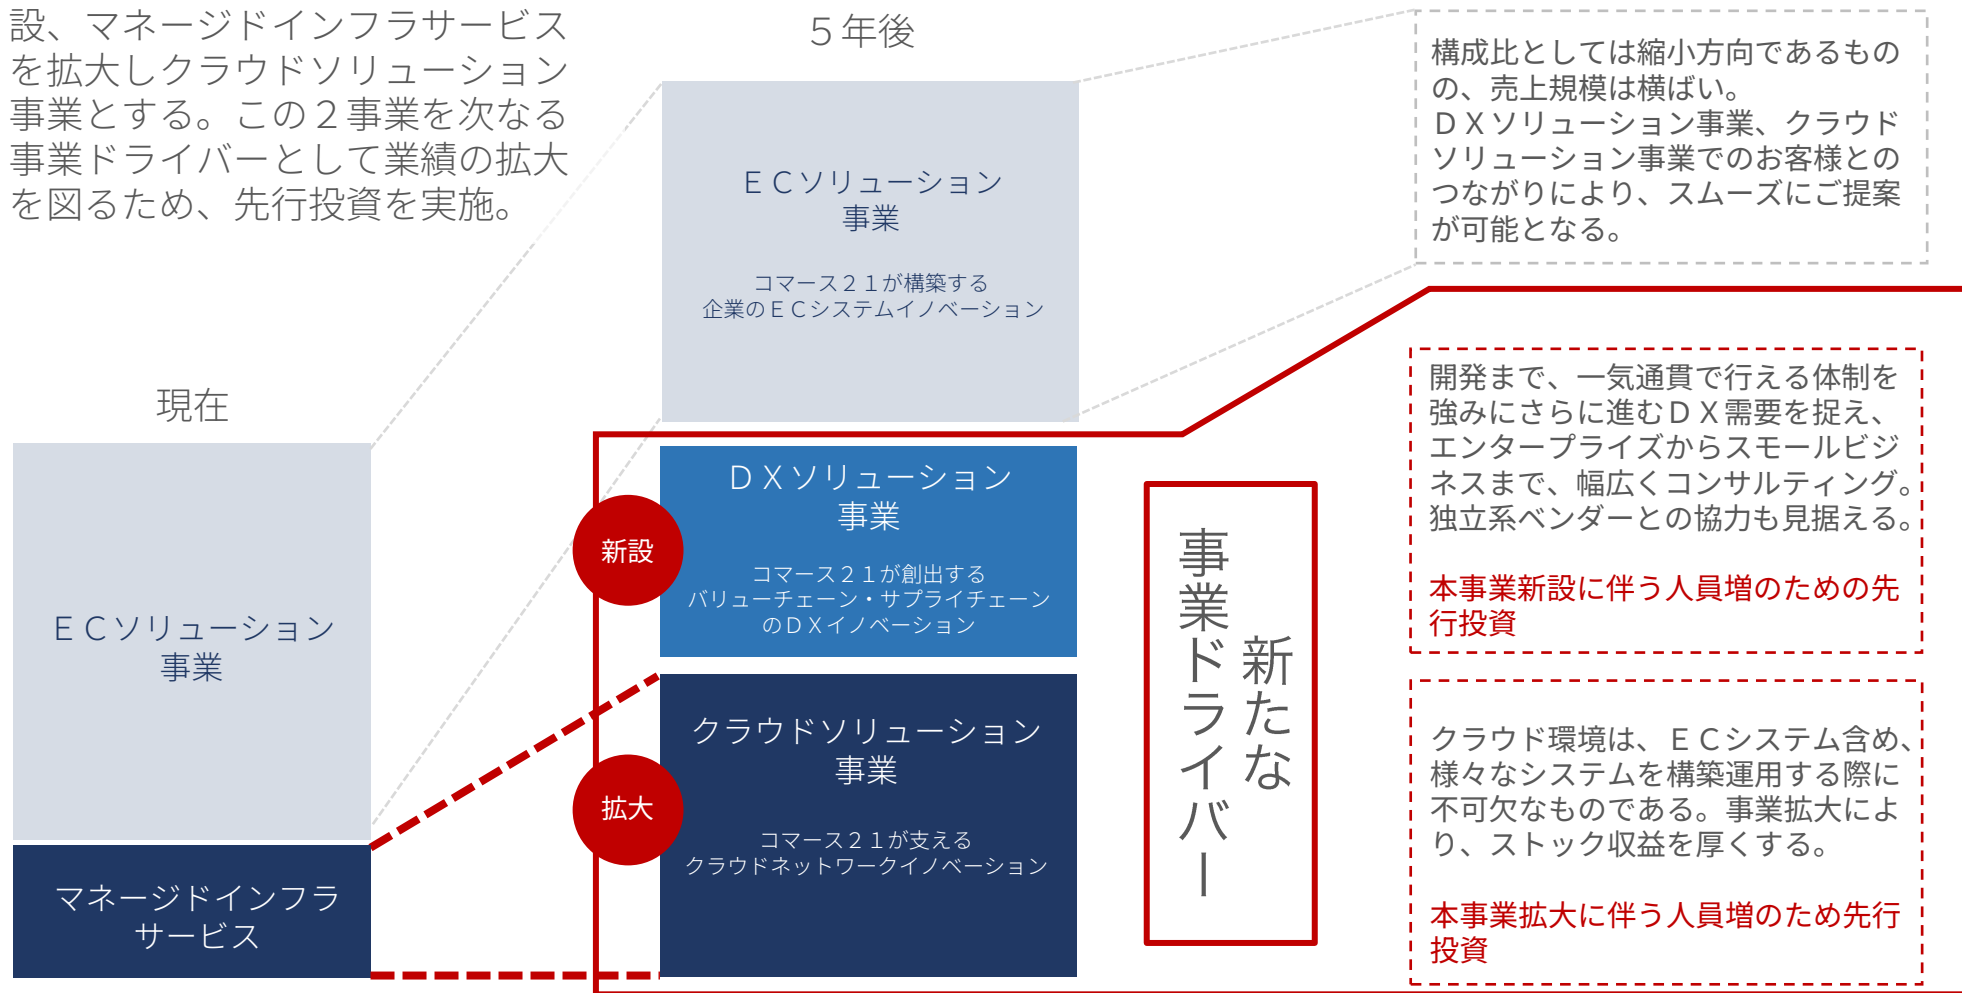 設、マネージドインフラサービス
を拡大しクラウドソリューション
事業とする。この２事業を次なる
事業ドライバーとして業績の拡大
を図るため、先行投資を実施。
現在
ＥＣソリューション
事業
マネージドインフラ
サービス
５年後
ＥＣソリューション
事業
コマース２１が構築する
企業のＥＣシステムイノベーション
新設
ＤＸソリューション
事業
コマース２１が創出する
バリューチェーン・サプライチェーン
のＤＸイノベーション
拡大
クラウドソリューション
事業
コマース２１が支える
クラウドネットワークイノベーション
新たな
事業ドライバー
構成比としては縮小方向であるもの
の、売上規模は横ばい。
ＤＸソリューション事業、クラウド
ソリューション事業でのお客様との
つながりにより、スムーズにご提案
が可能となる。
開発まで、一気通貫で行える体制を
強みにさらに進むＤＸ需要を捉え、
エンタープライズからスモールビジ
ネスまで、幅広くコンサルティング。
独立系ベンダーとの協力も見据える。
本事業新設に伴う人員増のための先
行投資
クラウド環境は、ＥＣシステム含め、
様々なシステムを構築運用する際に
不可欠なものである。事業拡大によ
り、ストック収益を厚くする。
本事業拡大に伴う人員増のため先行
投資